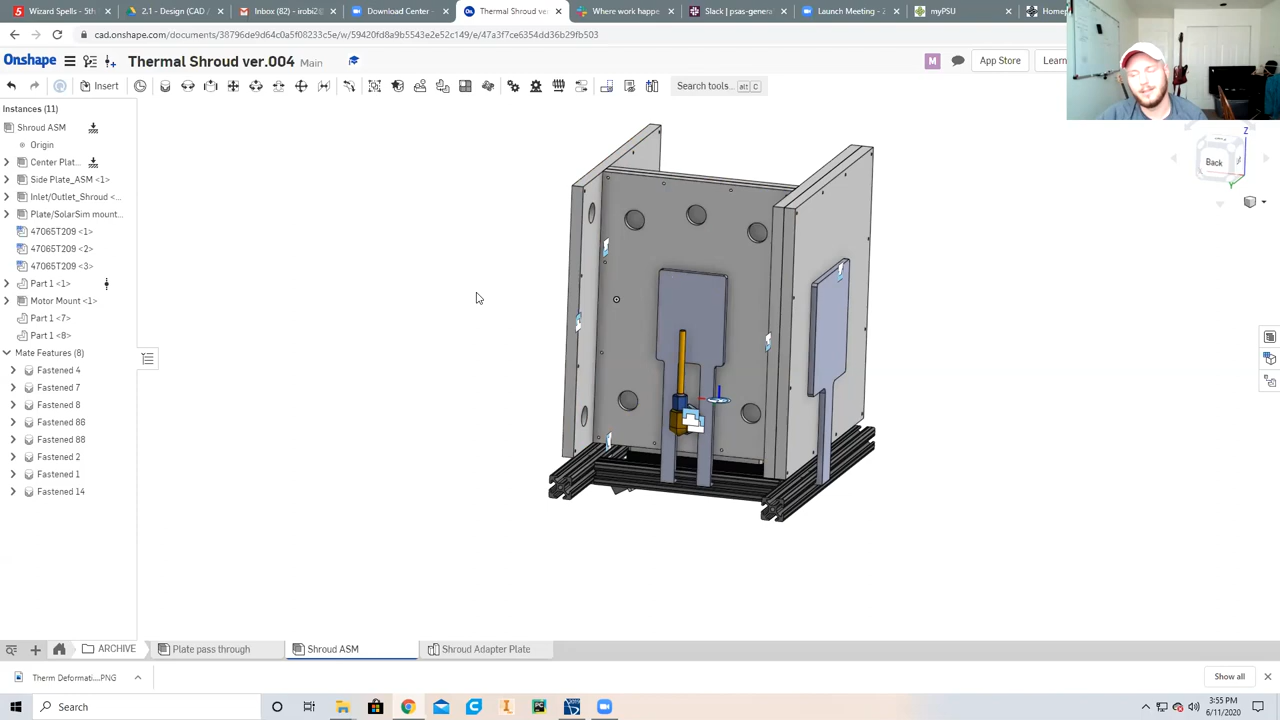 Wizard Spells - 5th
2.1 - Design (CAD /
Inbox (82) - irobi2@
Download Center -
Thermal Shroud ver.
Where work happe
Slack | psas-genera
Launch Meeting - Z
myPSU
Home
cad.onshape.com/documents/38796de9d64c0a5f08233c5e/w/59420fb8a9b5543e2e52c149/e/47a3f7ce6354dd36b29fb503
Onshape
Thermal Shroud ver.004 Main
M
App Store
Learn
Insert
Search tools... alt C
Instances (11)
Shroud ASM
Origin
Center Plat...
Side Plate_ASM <1>
Inlet/Outlet_Shroud <...
Plate/SolarSim mount...
47065T209 <1>
47065T209 <2>
47065T209 <3>
Part 1 <1>
Motor Mount <1>
Part 1 <7>
Part 1 <8>
Mate Features (8)
Fastened 4
Fastened 7
Fastened 8
Fastened 86
Fastened 88
Fastened 2
Fastened 1
Fastened 14
Z
Back
Y
ARCHIVE
Plate pass through
Shroud ASM
Shroud Adapter Plate
Therm Deformati....PNG
Show all
Search
3:55 PM
6/11/2020